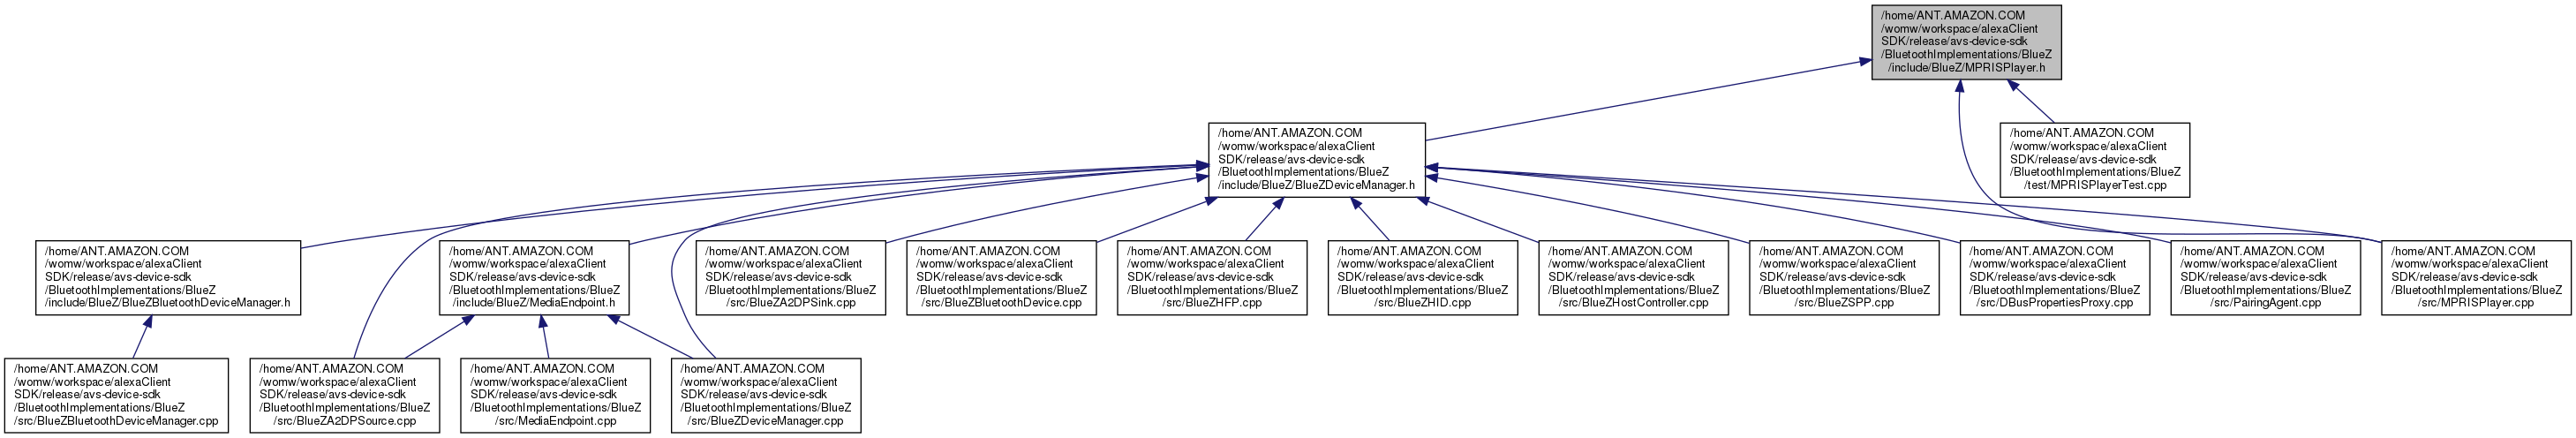 /home/ANT.AMAZON.COM
/womw/workspace/alexaClient
SDK/release/avs-device-sdk
/BluetoothImplementations/BlueZ
/include/BlueZ/MPRISPlayer.h
/home/ANT.AMAZON.COM
/womw/workspace/alexaClient
SDK/release/avs-device-sdk
/BluetoothImplementations/BlueZ
/include/BlueZ/BlueZDeviceManager.h
/home/ANT.AMAZON.COM
/womw/workspace/alexaClient
SDK/release/avs-device-sdk
/BluetoothImplementations/BlueZ
/test/MPRISPlayerTest.cpp
/home/ANT.AMAZON.COM
/womw/workspace/alexaClient
SDK/release/avs-device-sdk
/BluetoothImplementations/BlueZ
/include/BlueZ/BlueZBluetoothDeviceManager.h
/home/ANT.AMAZON.COM
/womw/workspace/alexaClient
SDK/release/avs-device-sdk
/BluetoothImplementations/BlueZ
/include/BlueZ/MediaEndpoint.h
/home/ANT.AMAZON.COM
/womw/workspace/alexaClient
SDK/release/avs-device-sdk
/BluetoothImplementations/BlueZ
/src/BlueZA2DPSink.cpp
/home/ANT.AMAZON.COM
/womw/workspace/alexaClient
SDK/release/avs-device-sdk
/BluetoothImplementations/BlueZ
/src/BlueZBluetoothDevice.cpp
/home/ANT.AMAZON.COM
/womw/workspace/alexaClient
SDK/release/avs-device-sdk
/BluetoothImplementations/BlueZ
/src/BlueZHFP.cpp
/home/ANT.AMAZON.COM
/womw/workspace/alexaClient
SDK/release/avs-device-sdk
/BluetoothImplementations/BlueZ
/src/BlueZHID.cpp
/home/ANT.AMAZON.COM
/womw/workspace/alexaClient
SDK/release/avs-device-sdk
/BluetoothImplementations/BlueZ
/src/BlueZHostController.cpp
/home/ANT.AMAZON.COM
/womw/workspace/alexaClient
SDK/release/avs-device-sdk
/BluetoothImplementations/BlueZ
/src/BlueZSPP.cpp
/home/ANT.AMAZON.COM
/womw/workspace/alexaClient
SDK/release/avs-device-sdk
/BluetoothImplementations/BlueZ
/src/DBusPropertiesProxy.cpp
/home/ANT.AMAZON.COM
/womw/workspace/alexaClient
SDK/release/avs-device-sdk
/BluetoothImplementations/BlueZ
/src/PairingAgent.cpp
/home/ANT.AMAZON.COM
/womw/workspace/alexaClient
SDK/release/avs-device-sdk
/BluetoothImplementations/BlueZ
/src/MPRISPlayer.cpp
/home/ANT.AMAZON.COM
/womw/workspace/alexaClient
SDK/release/avs-device-sdk
/BluetoothImplementations/BlueZ
/src/BlueZBluetoothDeviceManager.cpp
/home/ANT.AMAZON.COM
/womw/workspace/alexaClient
SDK/release/avs-device-sdk
/BluetoothImplementations/BlueZ
/src/BlueZA2DPSource.cpp
/home/ANT.AMAZON.COM
/womw/workspace/alexaClient
SDK/release/avs-device-sdk
/BluetoothImplementations/BlueZ
/src/MediaEndpoint.cpp
/home/ANT.AMAZON.COM
/womw/workspace/alexaClient
SDK/release/avs-device-sdk
/BluetoothImplementations/BlueZ
/src/BlueZDeviceManager.cpp